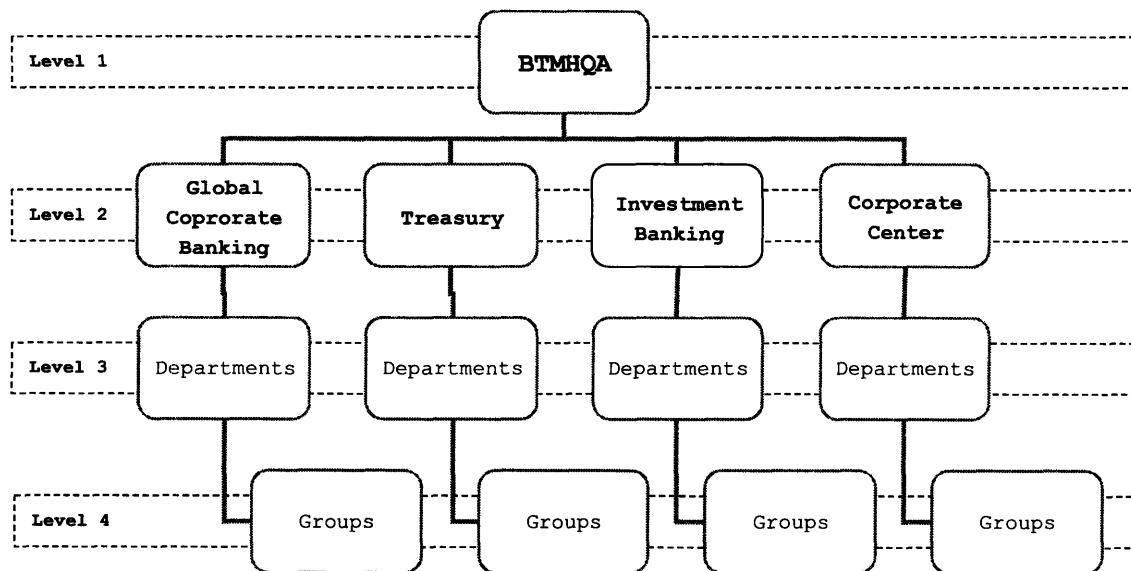 Level 1
BTMHQA
Level 2
Global
Coprorate
Banking
Treasury
Investment
Banking
Corporate
Center
Level 3
Departments
Departments
Departments
Departments
Level 4
Groups
Groups
Groups
Groups